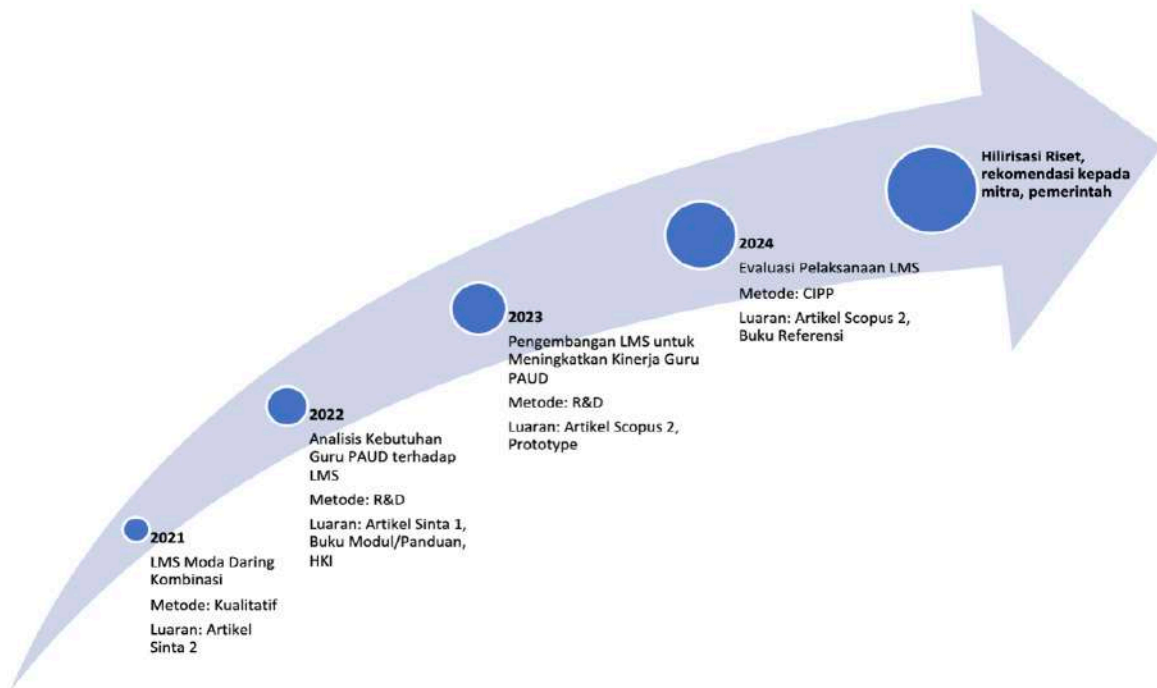 2021
LMS Moda Daring
Kombinasi
Metode: Kualitatif
Luaran: Artikel
Sinta 2
2022
Analisis Kebutuhan
Guru PAUD terhadap
LMS
Metode: R&D
Luaran: Artikel Sinta 1,
Buku Modul/Panduan,
HKI
2023
Pengembangan LMS untuk
Meningkatkan Kinerja Guru
PAUD
Metode: R&D
Luaran: Artikel Scopus 2,
Prototype
2024
Evaluasi Pelaksanaan LMS
Metode: CIPP
Luaran: Artikel Scopus 2,
Buku Referensi
Hilirisasi Riset,
rekomendasi kepada
mitra, pemerintah